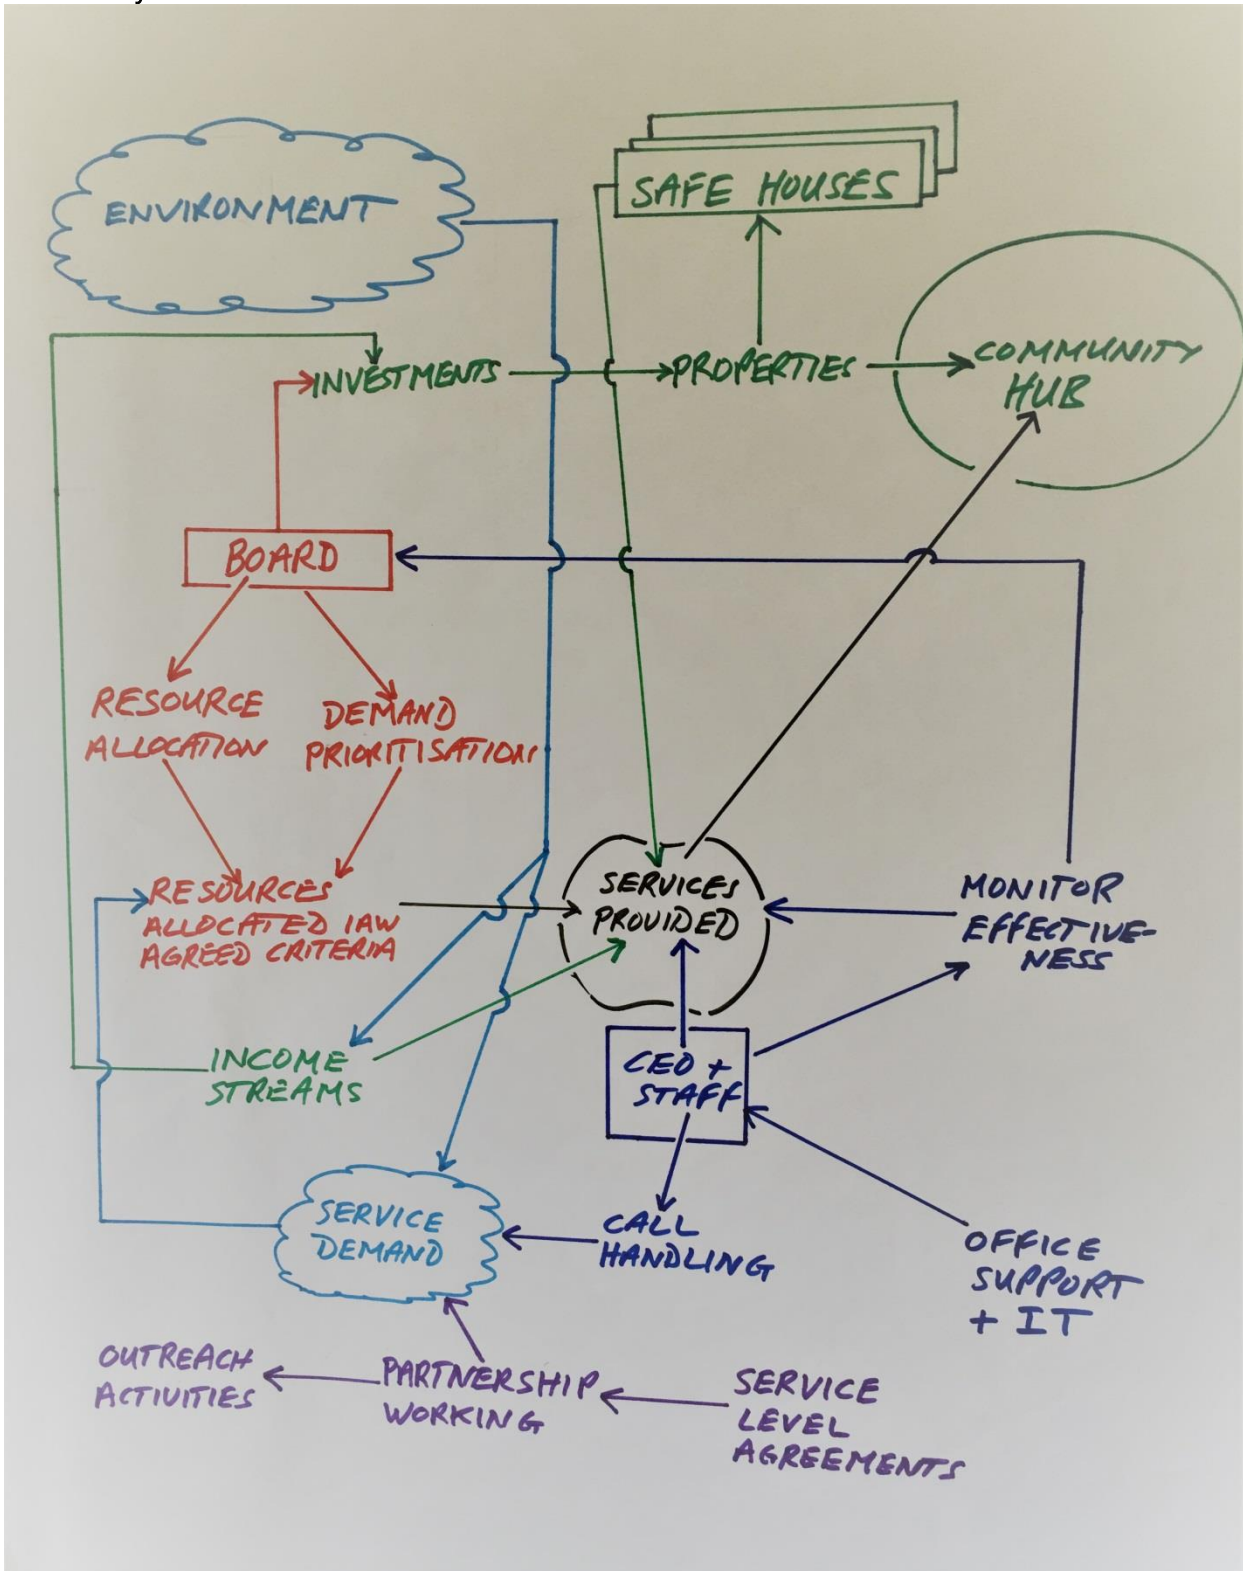 ENVIRONMENT
SAFE HOUSES
INVESTMENTS
PROPERTIES
COMMUNITY
HUB
BOARD
RESOURCE
ALLOCATION
DEMAND
PRIORITISATION
RESOURCES
ALLOCATED IAW
AGREED CRITERIA
SERVICES
PROVIDED
MONITOR
EFFECTIVE-
NESS
INCOME
STREAMS
CEO +
STAFF
SERVICE
DEMAND
CALL
HANDLING
OFFICE
SUPPORT
+ IT
OUTREACH
ACTIVITIES
PARTNERSHIP
WORKING
SERVICE
LEVEL
AGREEMENTS